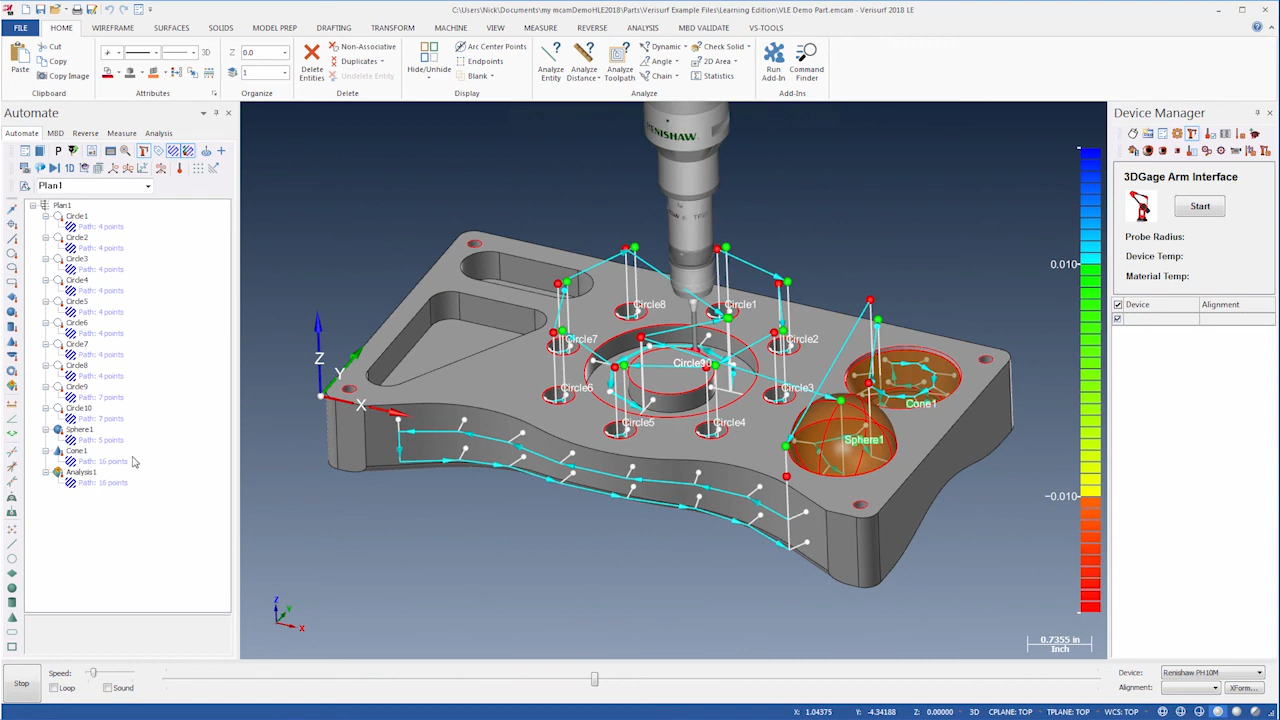 C:\Users\Nick\Documents\my mcamDemoHLE2018\Parts\Verisurf Example Files\Learning Edition\VLE Demo Part.emcam - Verisurf 2018 LE
FILE HOME WIREFRAME SURFACES SOLIDS MODEL PREP DRAFTING TRANSFORM MACHINE VIEW MEASURE REVERSE ANALYSIS MBD VALIDATE VS-TOOLS
Paste
Cut
Copy
Copy Image
Clipboard
3D
Attributes
Z 0.0
1
Organize
Delete Entities
Non-Associative
Duplicates
Undelete Entity
Delete
Hide/Unhide
Arc Center Points
Endpoints
Blank
Display
Analyze Entity
Analyze Distance
Analyze Toolpath
Dynamic
Angle
Chain
Check Solid
2D Area
Statistics
Analyze
Run Add-In
Command Finder
Add-Ins
Automate
Automate MBD Reverse Measure Analysis
P
1D
Plan1
Plan1
Circle1
Path: 4 points
Circle2
Path: 4 points
Circle3
Path: 4 points
Circle4
Path: 4 points
Circle5
Path: 4 points
Circle6
Path: 4 points
Circle7
Path: 4 points
Circle8
Path: 4 points
Circle9
Path: 7 points
Circle10
Path: 7 points
Sphere1
Path: 5 points
Cone1
Path: 16 points
Analysis1
Path: 16 points
RENISHAW
Circle8
Circle1
Circle7
Circle2
Circle6
Circle3
Circle5
Circle4
Cone1
Sphere1
Z
Y
X
Z
Y
X
0.010
-0.010
0.7355 in
Inch
Device Manager
3DGage Arm Interface
Start
Probe Radius:
Device Temp:
Material Temp:
Device Alignment
Stop
Speed:
Loop
Sound
Device: Renishaw PH10M
Alignment: XForm...
X: 1.04375 Y: -4.34188 Z: 0.00000 3D CPLANE: TOP TPLANE: TOP WCS: TOP